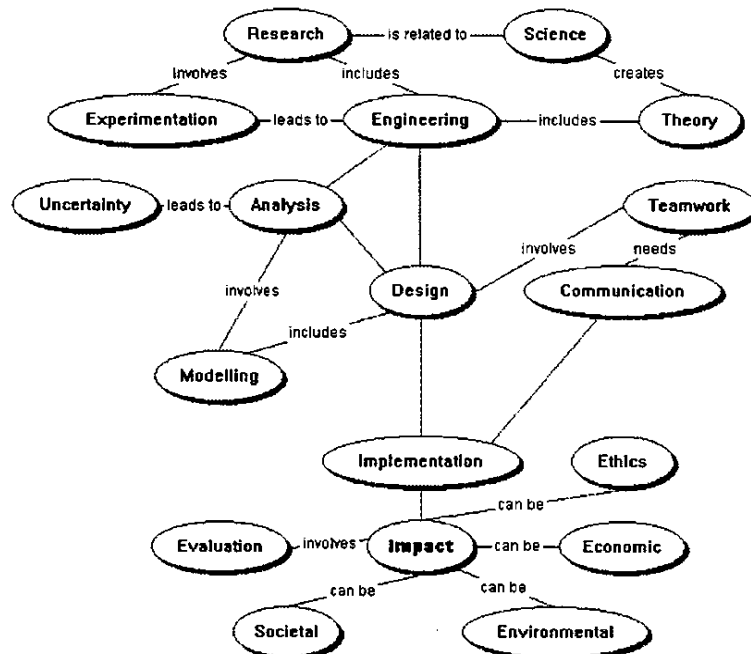 Research is related to Science
Involves includes creates
Experimentation leads to Engineering includes Theory
Uncertainty leads to Analysis Teamwork
involves needs
involves Design Communication
includes
Modelling
Implementation Ethics
can be
Evaluation involves Impact can be Economic
can be can be
Societal Environmental